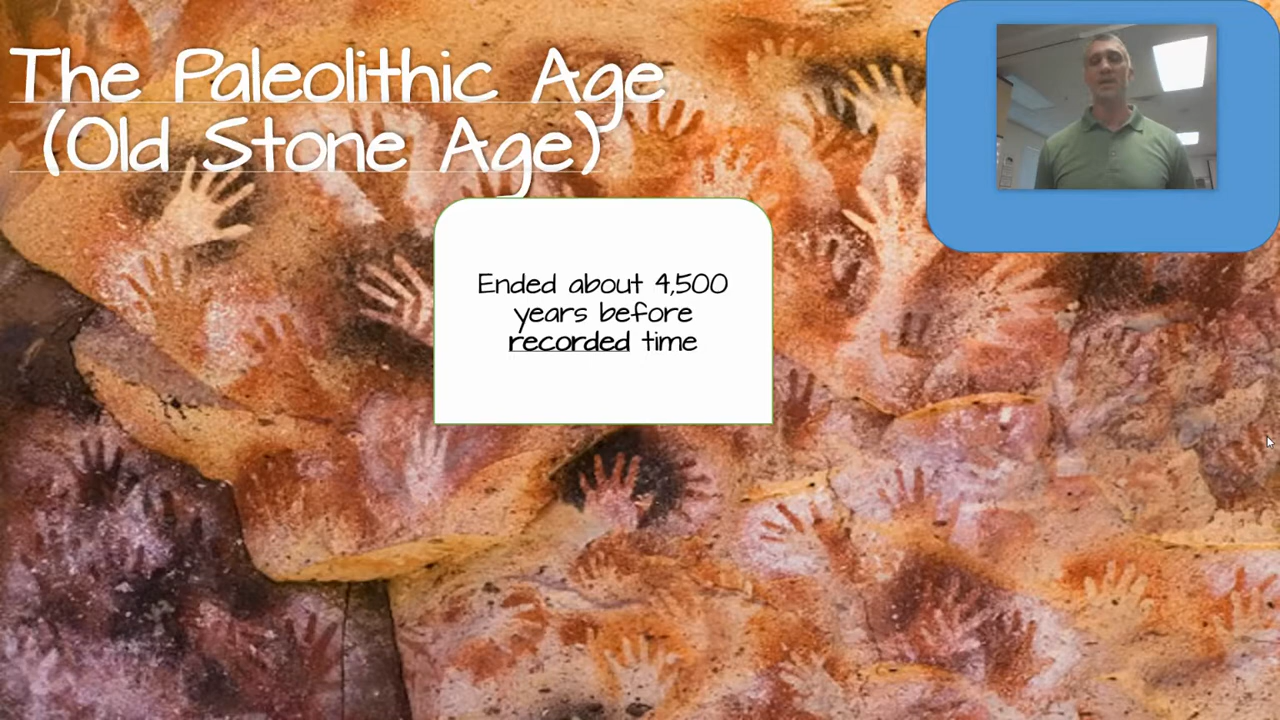 The Paleolithic Age
(Old Stone Age)
Ended about 4,500
years before
recorded time